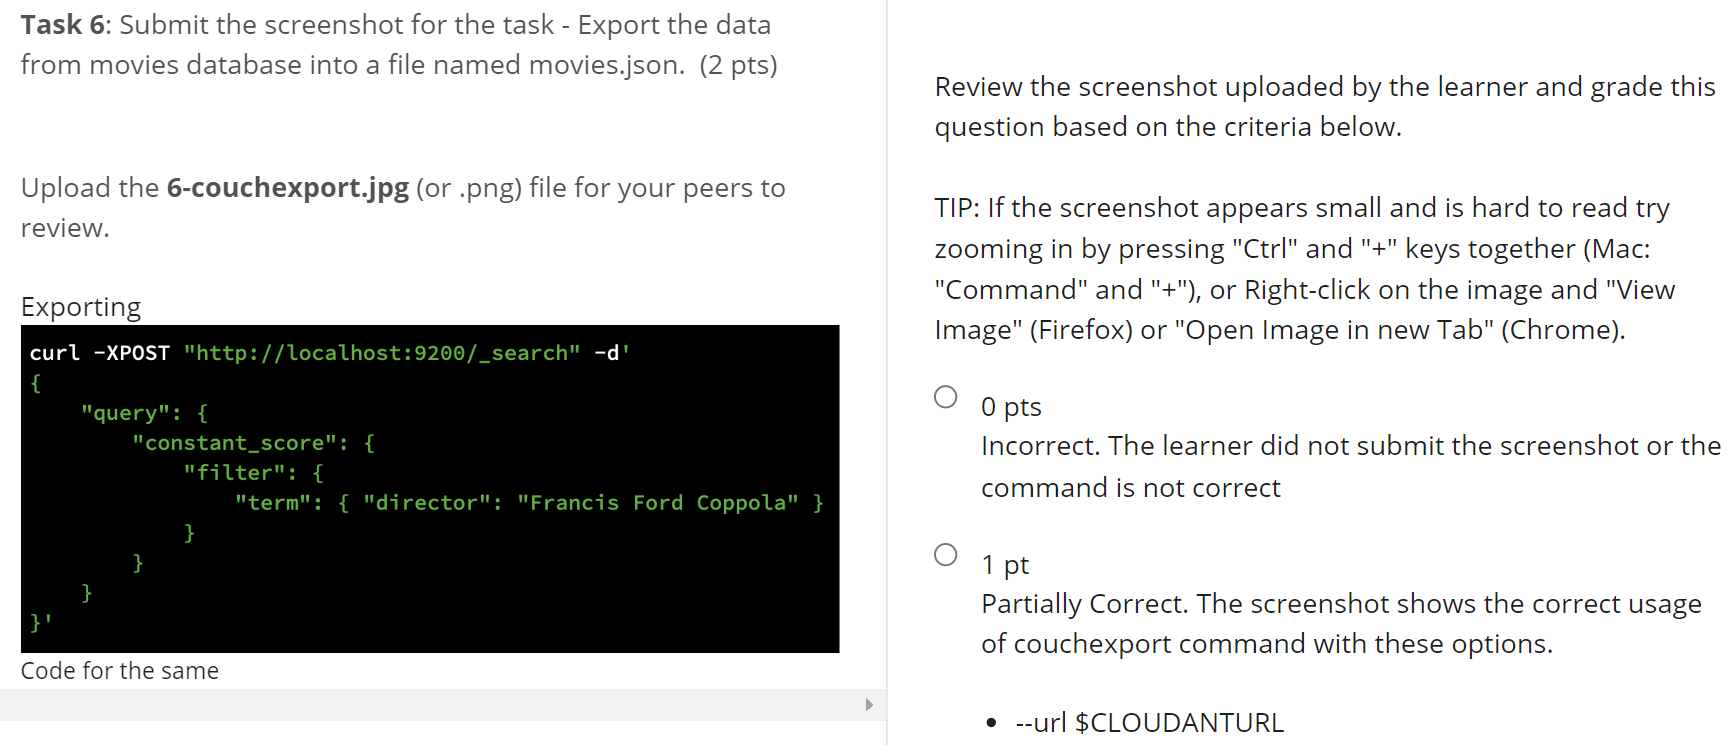 Task 6: Submit the screenshot for the task - Export the data
from movies database into a file named movies.json.  (2 pts)
Upload the 6-couchexport.jpg (or .png) file for your peers to
review.
Exporting
curl -XPOST "http://localhost:9200/_search" -d'
{
    "query": {
        "constant_score": {
            "filter": {
                "term": { "director": "Francis Ford Coppola" }
            }
        }
    }
}'
Code for the same
Review the screenshot uploaded by the learner and grade this
question based on the criteria below.
TIP: If the screenshot appears small and is hard to read try
zooming in by pressing "Ctrl" and "+" keys together (Mac:
"Command" and "+"), or Right-click on the image and "View
Image" (Firefox) or "Open Image in new Tab" (Chrome).
0 pts
Incorrect. The learner did not submit the screenshot or the
command is not correct
1 pt
Partially Correct. The screenshot shows the correct usage
of couchexport command with these options.
• --url $CLOUDANTURL